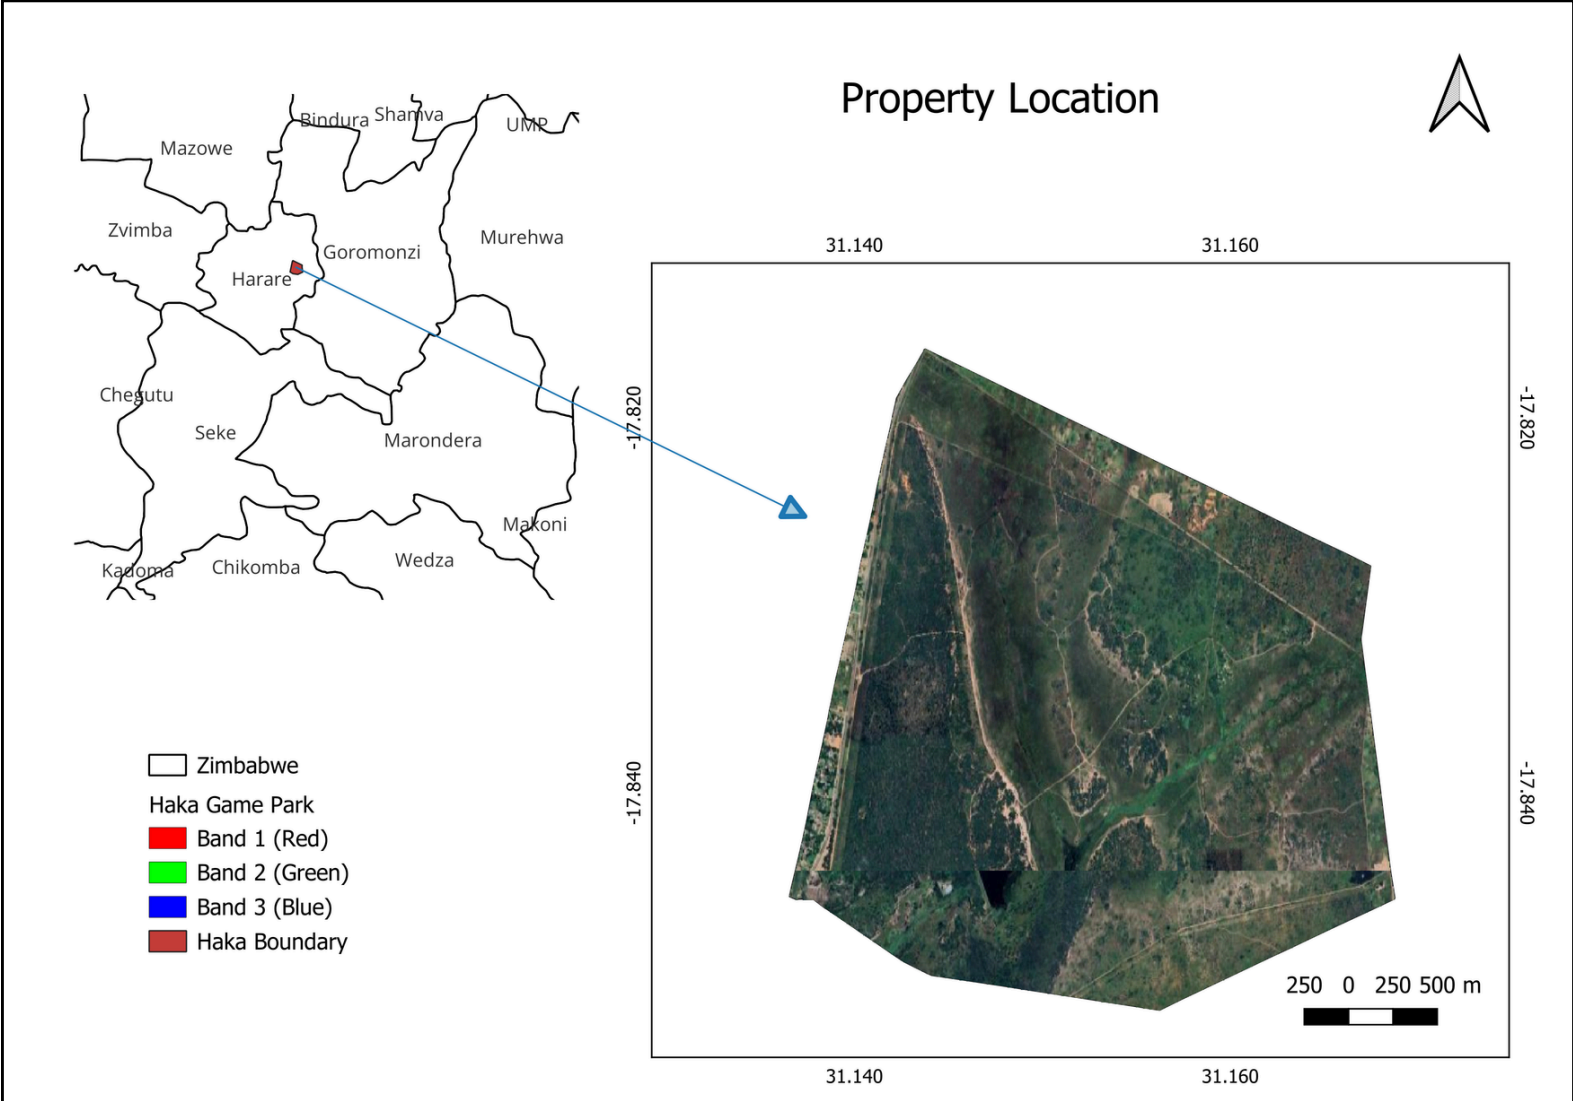 Property Location
Bindura
Shamva
UMP
Mazowe
Zvimba
Murehwa
Goromonzi
Harare
Chegutu
Seke
Marondera
Makoni
Kadoma
Chikomba
Wedza
31.140
31.160
-17.820
-17.820
-17.840
-17.840
250 0 250 500 m
31.140
31.160
Zimbabwe
Haka Game Park
Band 1 (Red)
Band 2 (Green)
Band 3 (Blue)
Haka Boundary